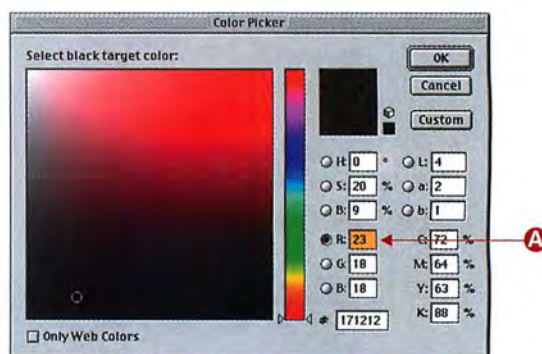 Color Picker
Select black target color:
OK
Cancel
Custom
H: 0 °
L: 4
S: 20 %
a: 2
B: 9 %
b: 1
R: 23
C: 72 %
A
G: 18
M: 64 %
B: 18
Y: 63 %
# 171212
K: 88 %
Only Web Colors